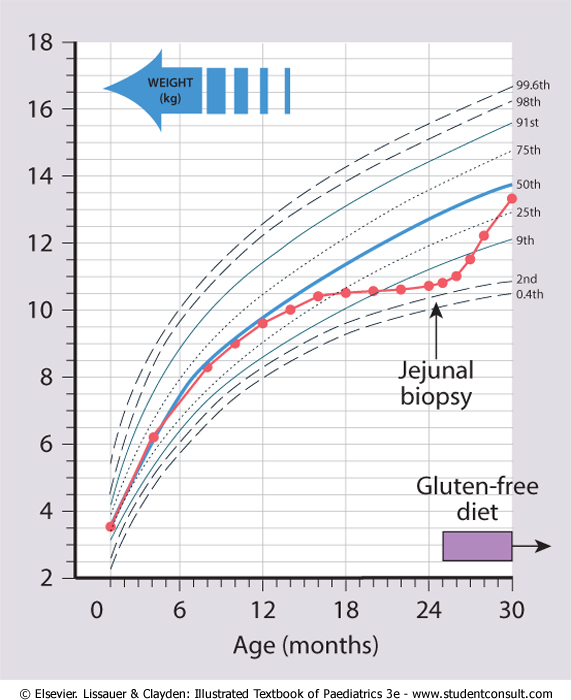 18
16
14
12
10
8
6
4
2
WEIGHT
(kg)
99.6th
98th
91st
75th
50th
25th
9th
2nd
0.4th
Jejunal
biopsy
Gluten-free
diet
0 6 12 18 24 30
Age (months)
© Elsevier. Lissauer & Clayden: Illustrated Textbook of Paediatrics 3e - www.studentconsult.com